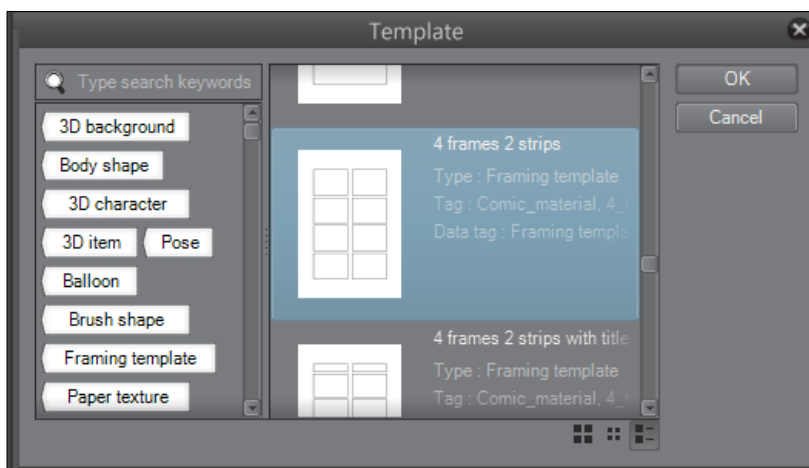 Template
Type search keywords
3D background
Body shape
3D character
3D item
Pose
Balloon
Brush shape
Framing template
Paper texture
4 frames 2 strips
Type : Framing template
Tag : Comic_material, 4_f
Data tag : Framing templa
4 frames 2 strips with title
Type : Framing template
Tag : Comic_material, 4_f
OK
Cancel